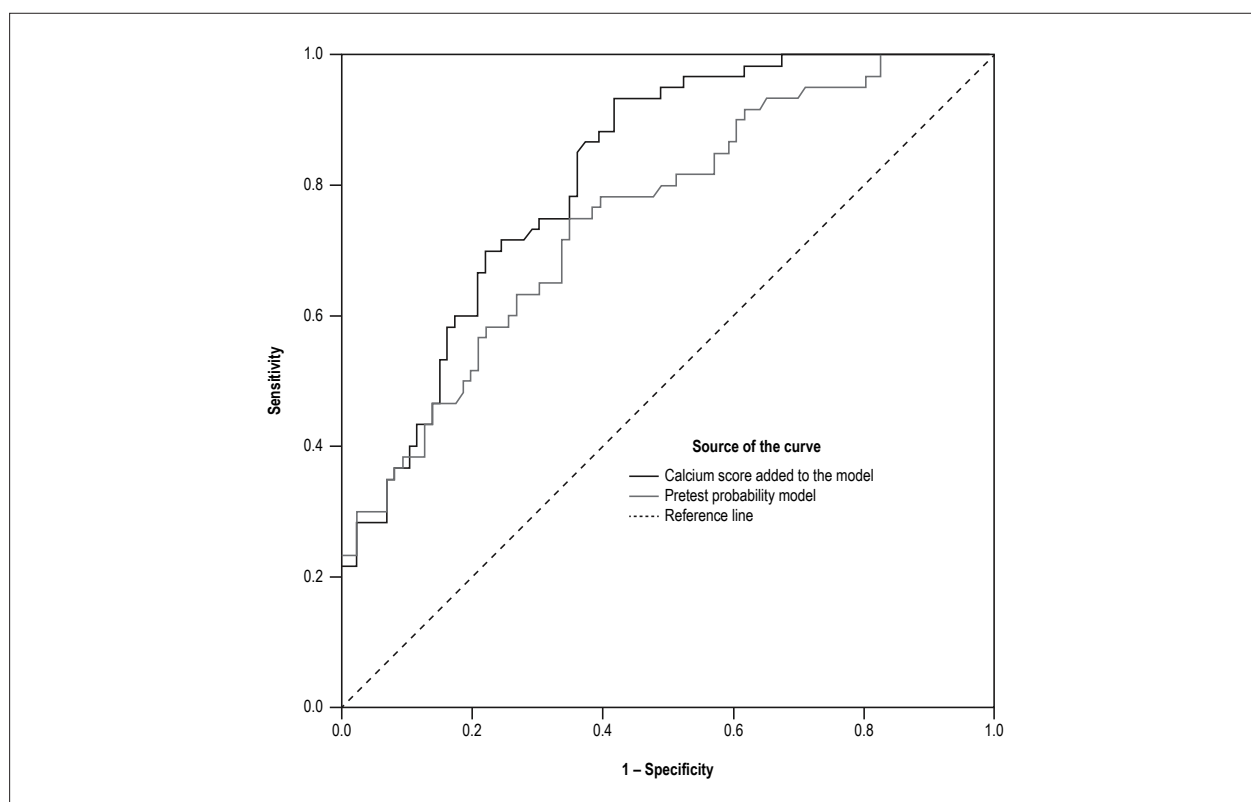 1.0
0.8
0.6
Sensitivity
0.4
Source of the curve
Calcium score added to the model
Pretest probability model
Reference line
0.2
0.0
0.0 0.2 0.4 0.6 0.8 1.0
1 – Specificity